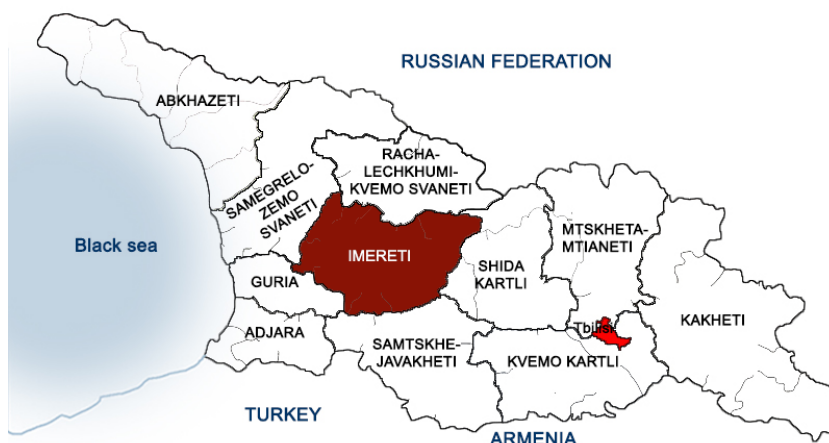 RUSSIAN FEDERATION
ABKHAZETI
RACHA-
LECHKHUMI-
KVEMO SVANETI
SAMEGRELO-
ZEMO
SVANETI
MTSKHETA-
MTIANETI
Black sea
IMERETI
SHIDA
KARTLI
GURIA
KAKHETI
ADJARA
Tbilisi
SAMTSKHE-
JAVAKHETI
KVEMO KARTLI
TURKEY
ARMENIA